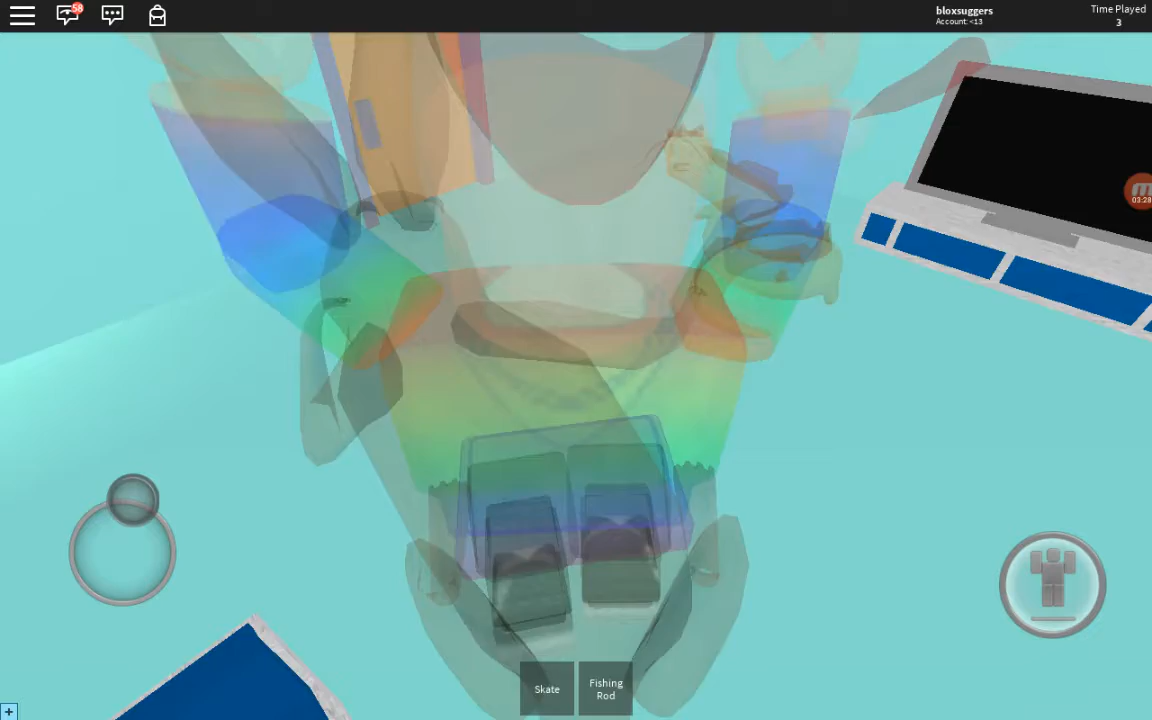 58
bloxsuggers
Account: <13
Time Played
3
03:28
Skate
Fishing
Rod
+